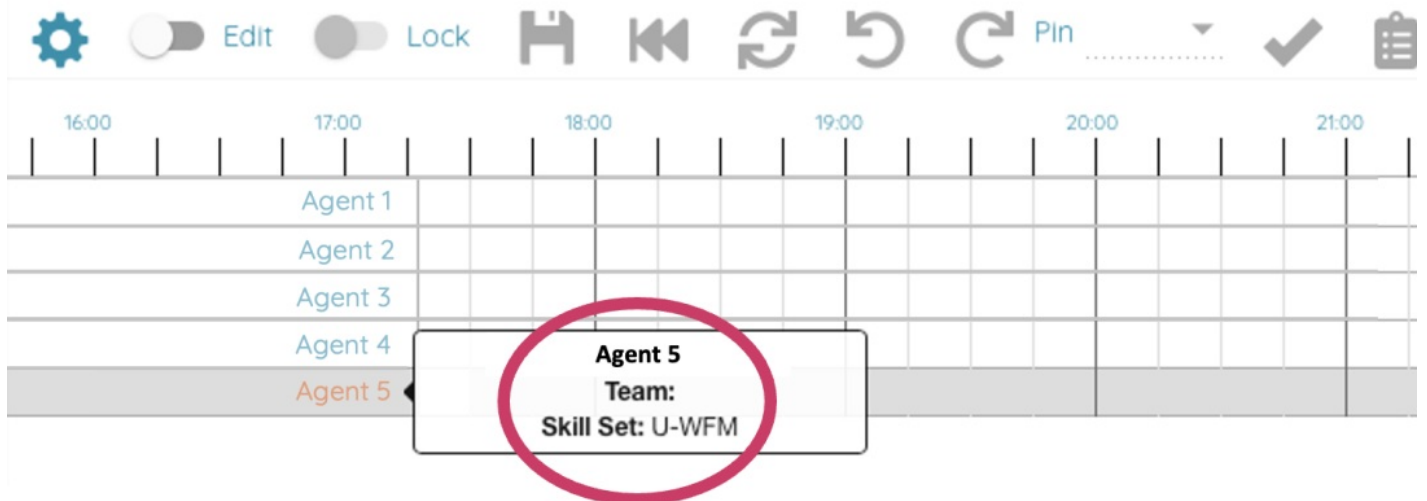 Edit Lock Pin
16:00 17:00 18:00 19:00 20:00 21:00
Agent 1
Agent 2
Agent 3
Agent 4
Agent 5
Agent 5
Team:
Skill Set: U-WFM